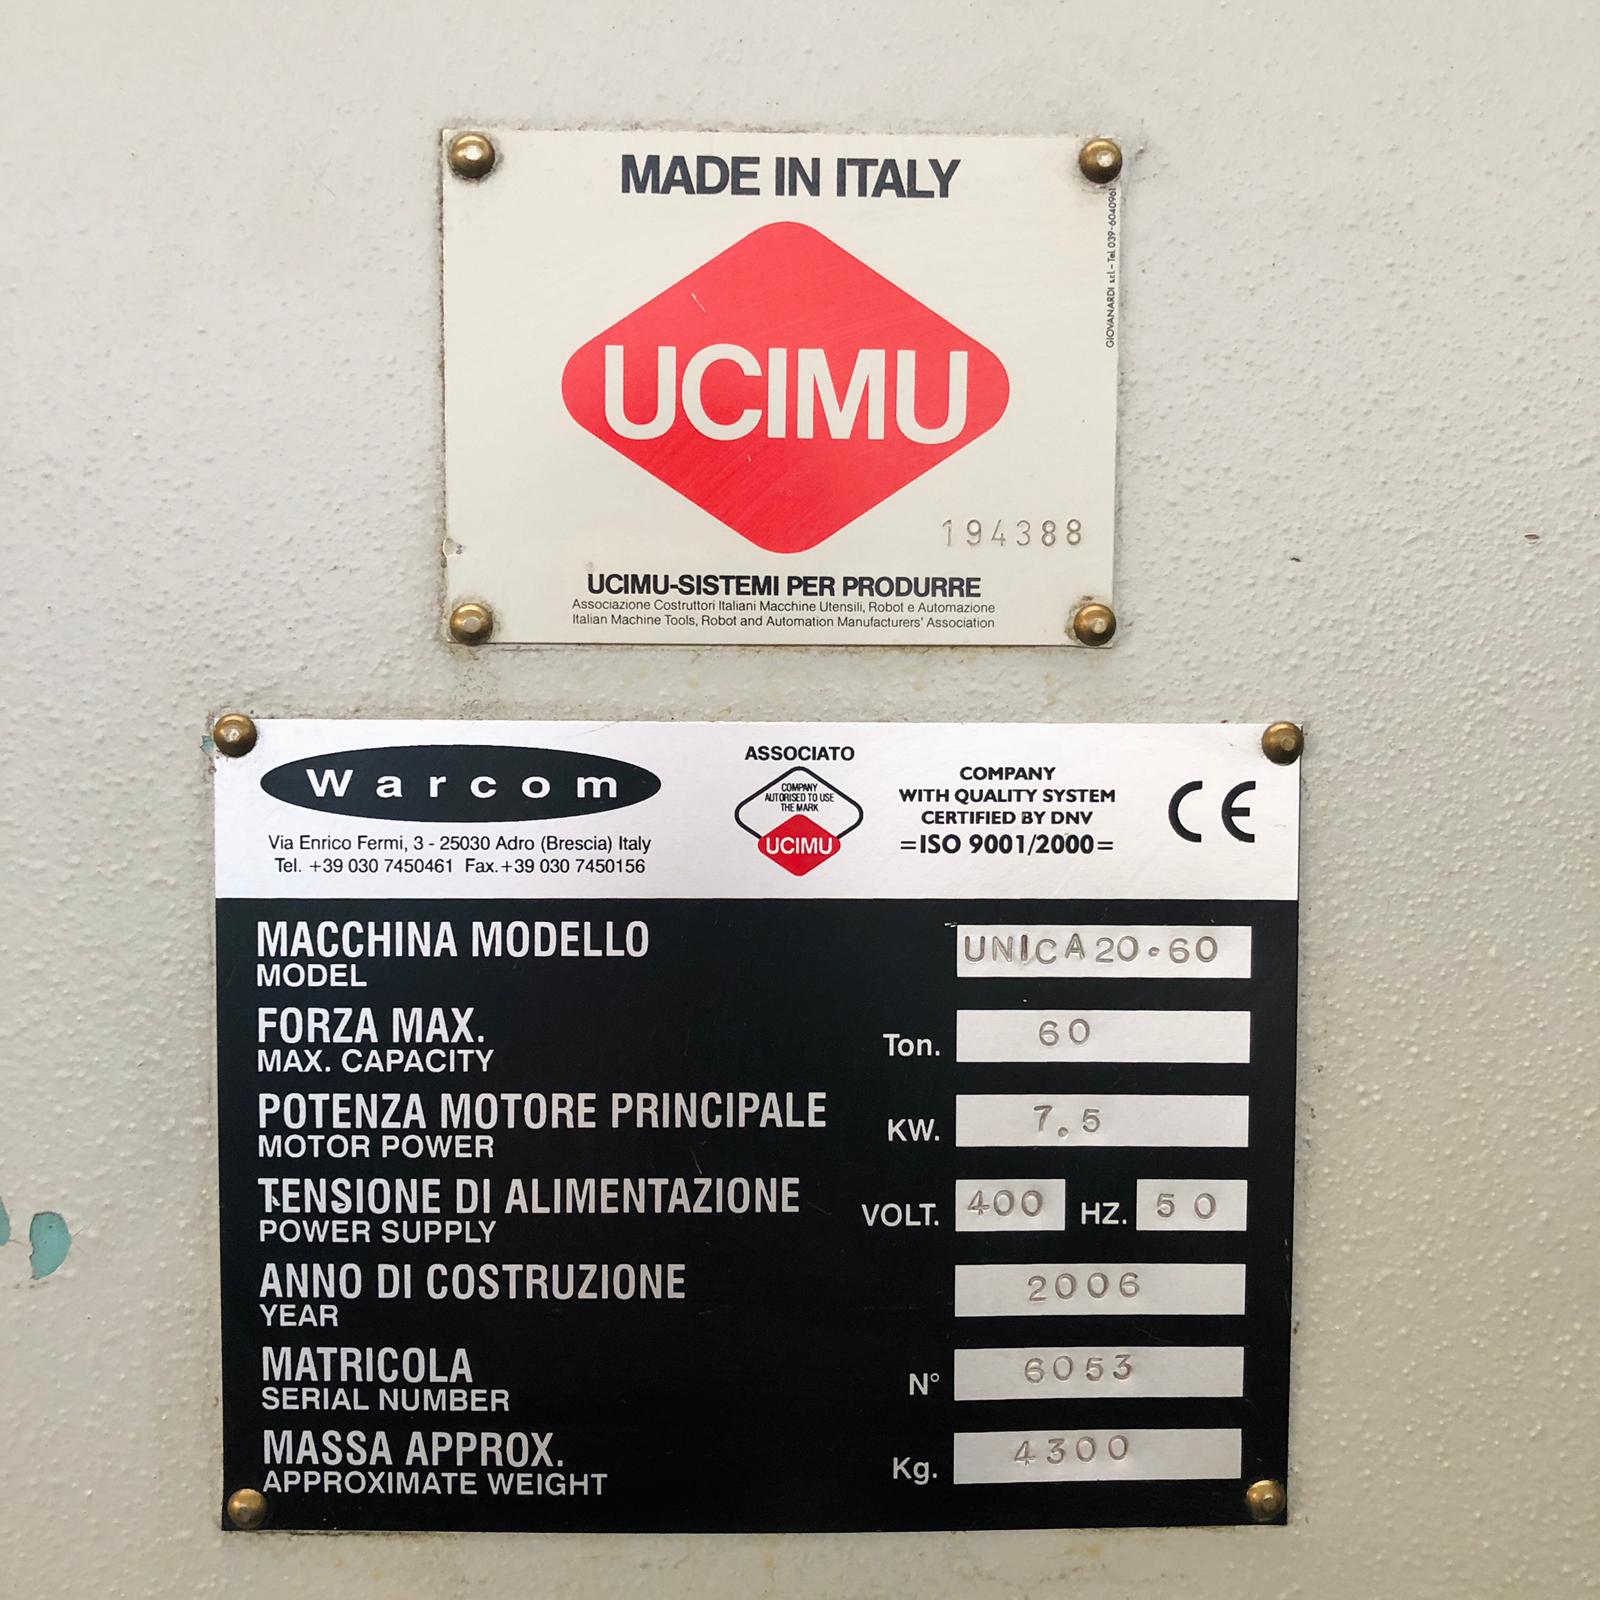 MADE IN ITALY
GIOVANARDI s.r.l. - Tel. 039-6040961
UCIMU
194388
UCIMU-SISTEMI PER PRODURRE
Associazione Costruttori Italiani Macchine Utensili, Robot e Automazione
Italian Machine Tools, Robot and Automation Manufacturers' Association
Warcom
Via Enrico Fermi, 3 - 25030 Adro (Brescia) Italy
Tel. +39 030 7450461 Fax.+39 030 7450156
ASSOCIATO
COMPANY
AUTORISED TO USE
THE MARK
UCIMU
COMPANY
WITH QUALITY SYSTEM
CERTIFIED BY DNV
=ISO 9001/2000=
CE
MACCHINA MODELLO UNICA20-60
MODEL
FORZA MAX. Ton. 60
MAX. CAPACITY
POTENZA MOTORE PRINCIPALE KW. 7.5
MOTOR POWER
TENSIONE DI ALIMENTAZIONE VOLT. 400 HZ. 50
POWER SUPPLY
ANNO DI COSTRUZIONE 2006
YEAR
MATRICOLA N° 6053
SERIAL NUMBER
MASSA APPROX. Kg. 4300
APPROXIMATE WEIGHT